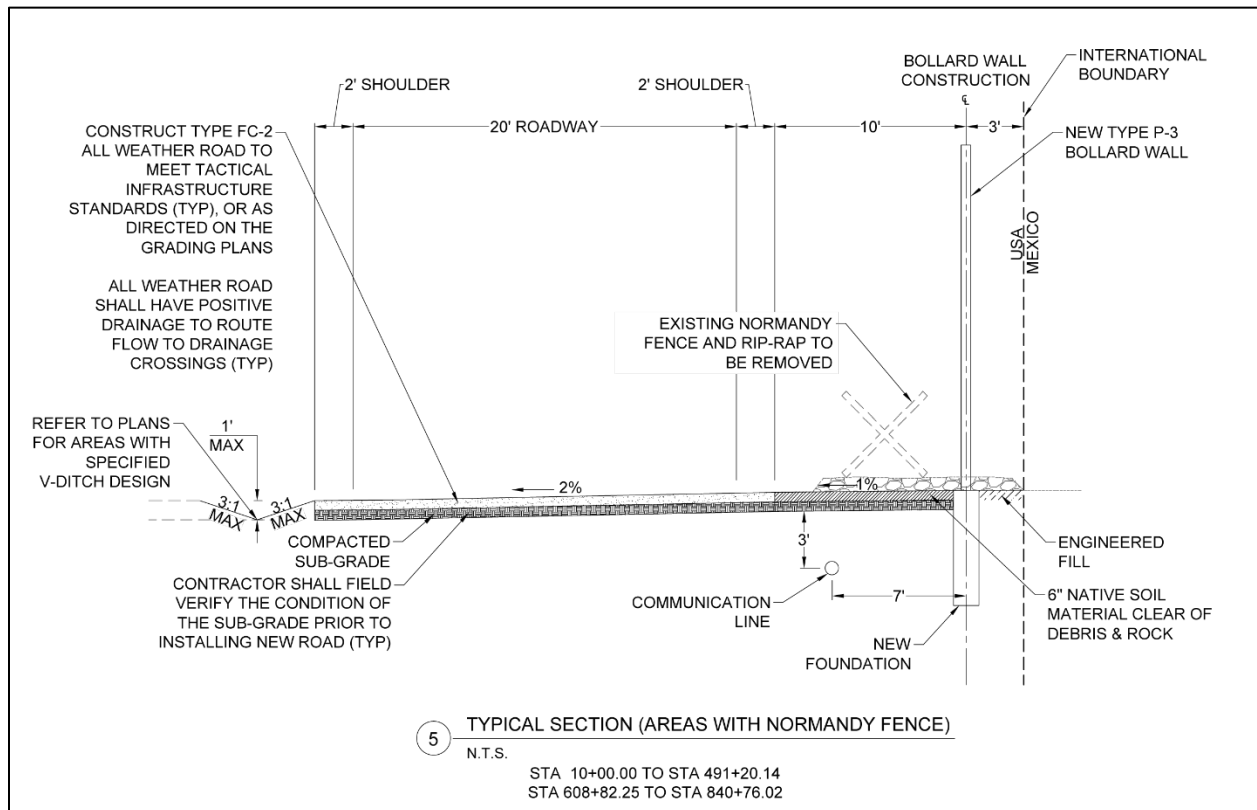 BOLLARD WALL
CONSTRUCTION
℄
INTERNATIONAL
BOUNDARY
2' SHOULDER
2' SHOULDER
20' ROADWAY
10'
3'
CONSTRUCT TYPE FC-2
ALL WEATHER ROAD TO
MEET TACTICAL
INFRASTRUCTURE
STANDARDS (TYP), OR AS
DIRECTED ON THE
GRADING PLANS
NEW TYPE P-3
BOLLARD WALL
USA
MEXICO
ALL WEATHER ROAD
SHALL HAVE POSITIVE
DRAINAGE TO ROUTE
FLOW TO DRAINAGE
CROSSINGS (TYP)
EXISTING NORMANDY
FENCE AND RIP-RAP TO
BE REMOVED
REFER TO PLANS
FOR AREAS WITH
SPECIFIED
V-DITCH DESIGN
1'
MAX
3:1
MAX
3:1
MAX
2%
1%
COMPACTED
SUB-GRADE
CONTRACTOR SHALL FIELD
VERIFY THE CONDITION OF
THE SUB-GRADE PRIOR TO
INSTALLING NEW ROAD (TYP)
3'
COMMUNICATION
LINE
7'
NEW
FOUNDATION
ENGINEERED
FILL
6" NATIVE SOIL
MATERIAL CLEAR OF
DEBRIS & ROCK
5
TYPICAL SECTION (AREAS WITH NORMANDY FENCE)
N.T.S.
STA 10+00.00 TO STA 491+20.14
STA 608+82.25 TO STA 840+76.02